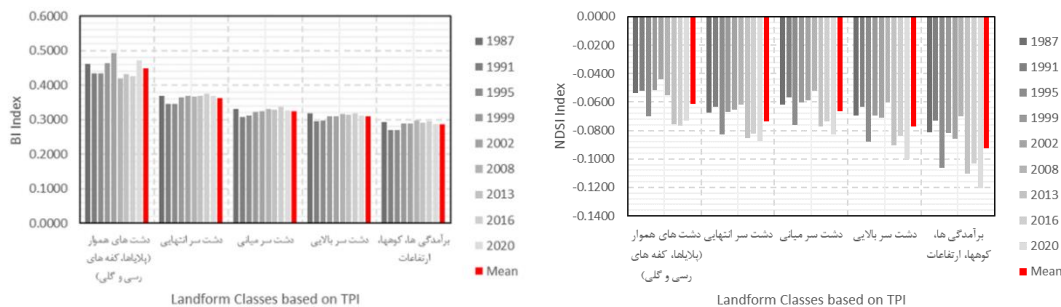 0.6000
0.5000
0.4000
0.3000
0.2000
0.1000
0.0000
BI Index
دشت های هموار
(پلایاها، کفه های
رسی و گلی)
دشت سر انتهایی
دشت سر میانی
دشت سر بالایی
برآمدگی ها، کوهها،
ارتفاعات
Landform Classes based on TPI
1987
1991
1995
1999
2002
2008
2013
2016
2020
Mean
0.0000
-0.0200
-0.0400
-0.0600
-0.0800
-0.1000
-0.1200
-0.1400
NDSI Index
دشت های هموار
(پلایاها، کفه های
رسی و گلی)
دشت سر انتهایی
دشت سر میانی
دشت سر بالایی
برآمدگی ها،
کوهها، ارتفاعات
Landform Classes based on TPI
1987
1991
1995
1999
2002
2008
2013
2016
2020
Mean